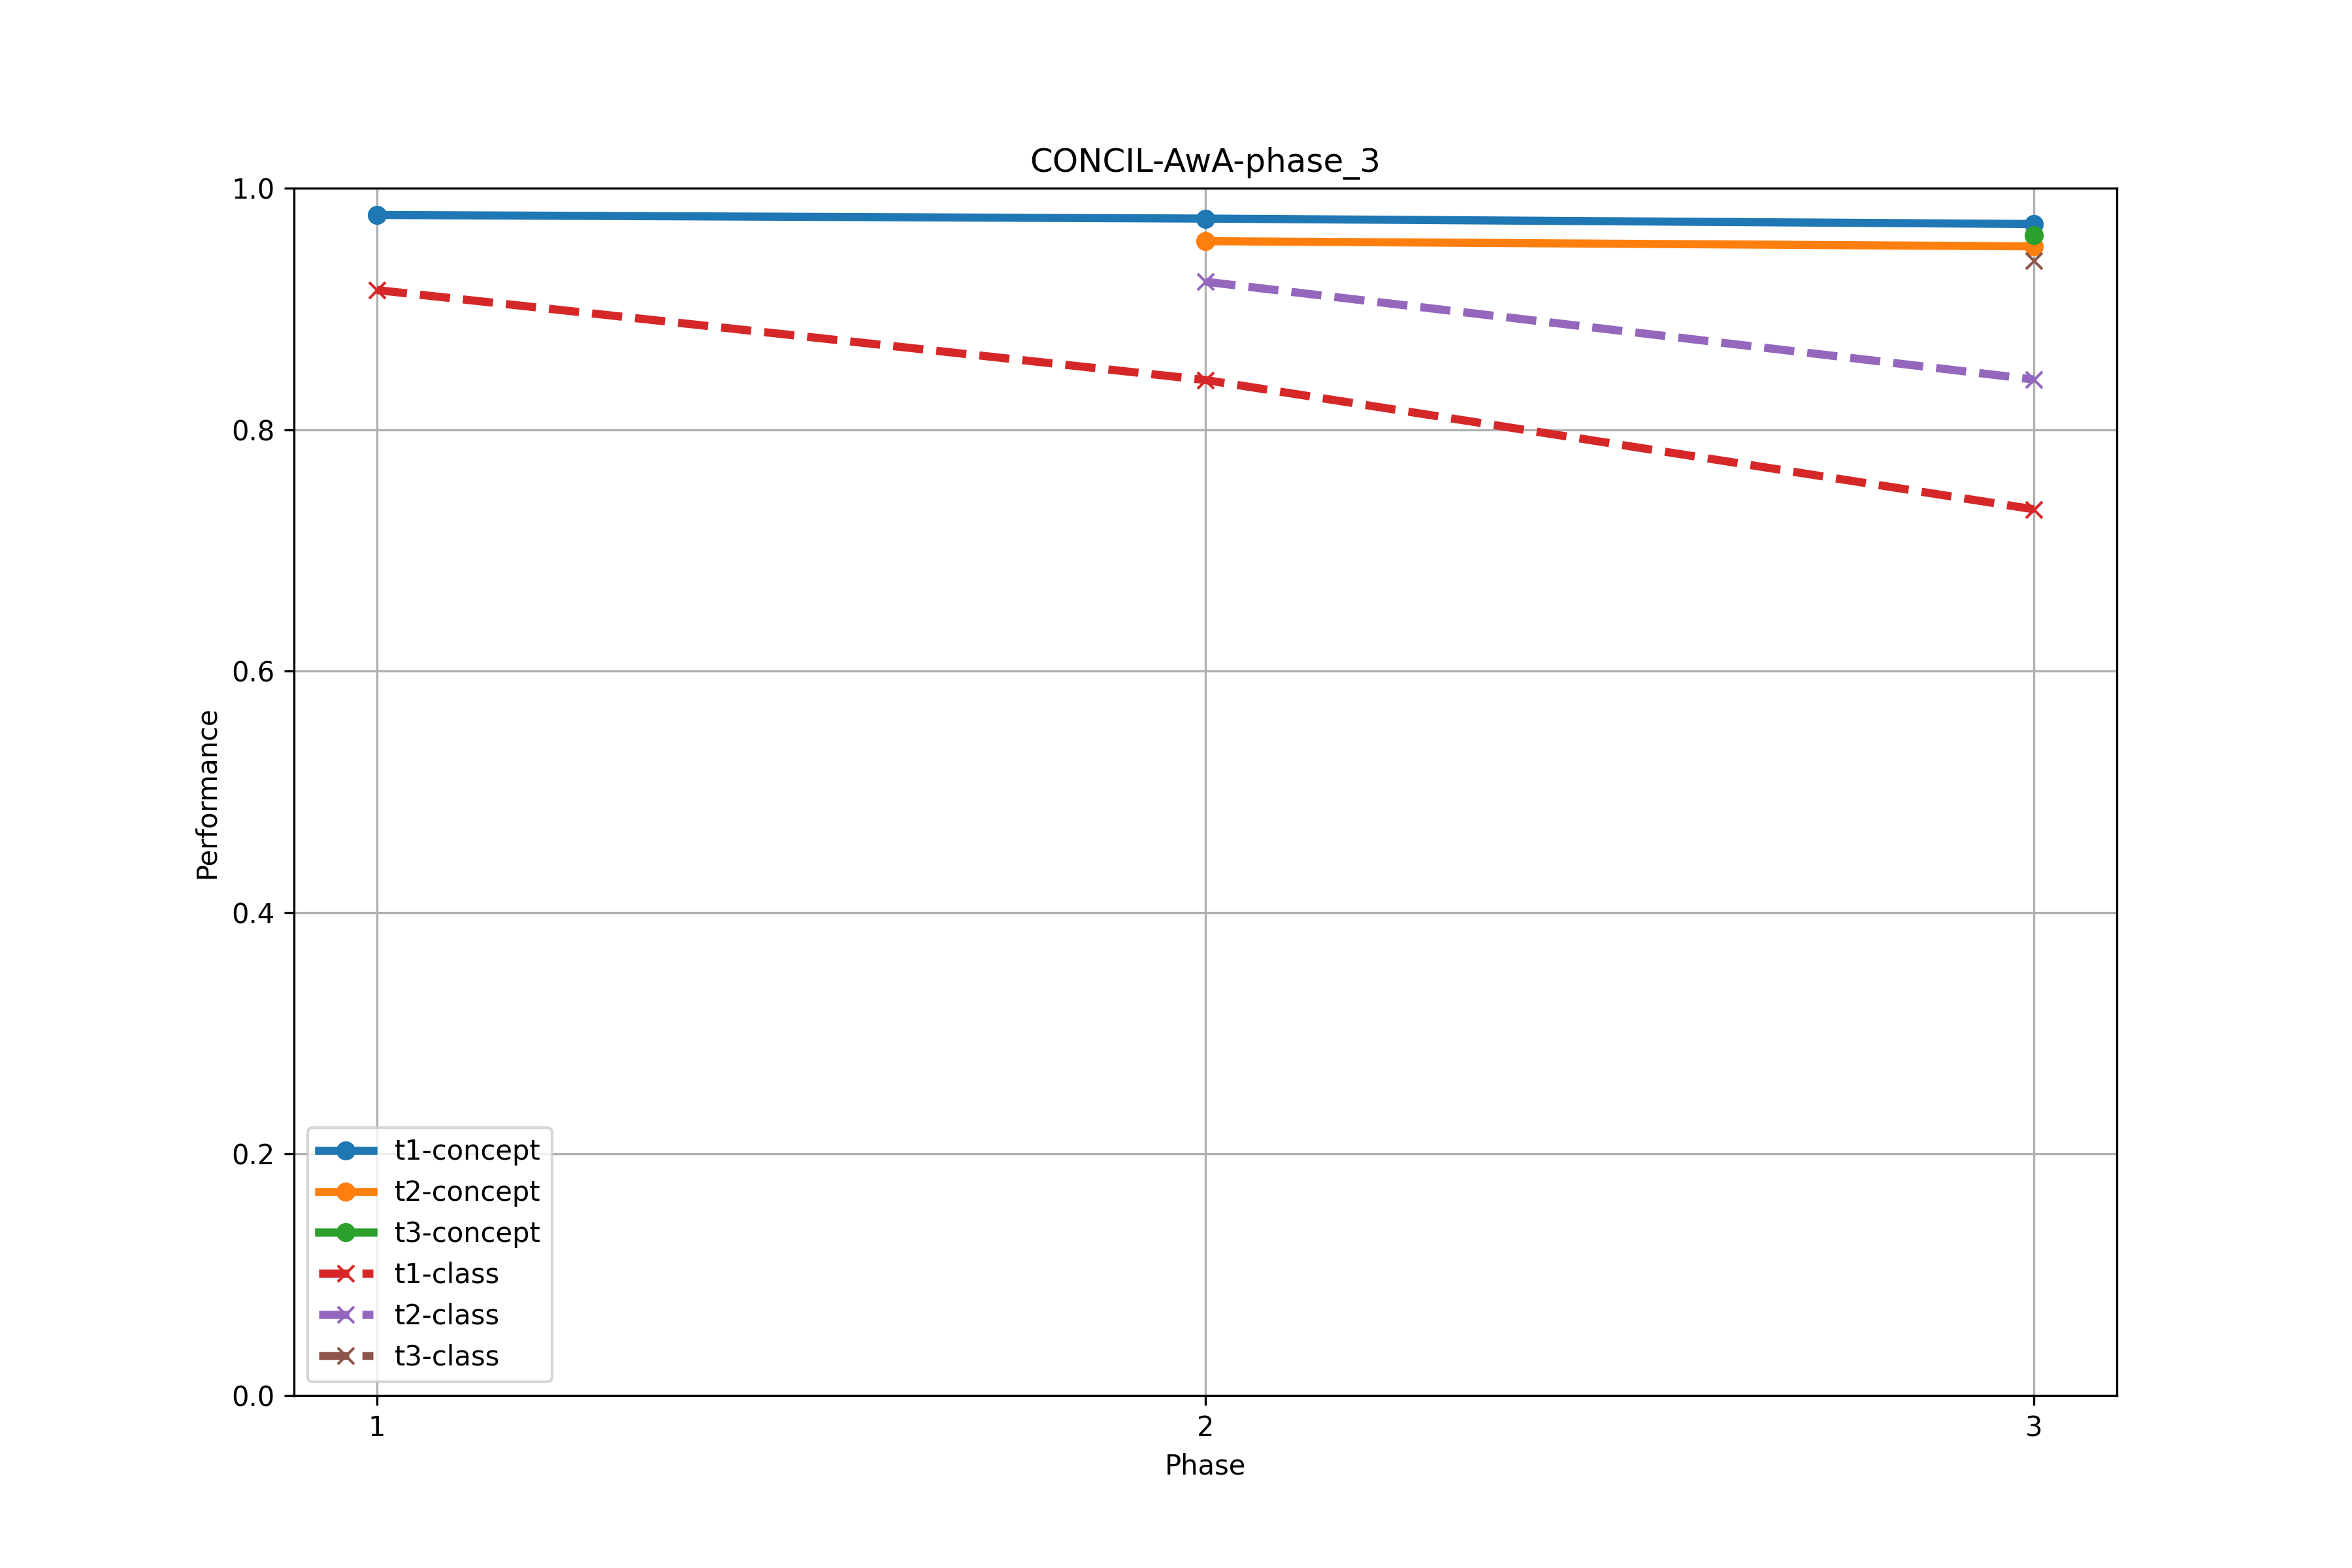 CONCIL-AwA-phase_3
1.0
0.8
0.6
0.4
0.2
0.0
Performance
t1-concept
t2-concept
t3-concept
t1-class
t2-class
t3-class
1 2 3
Phase